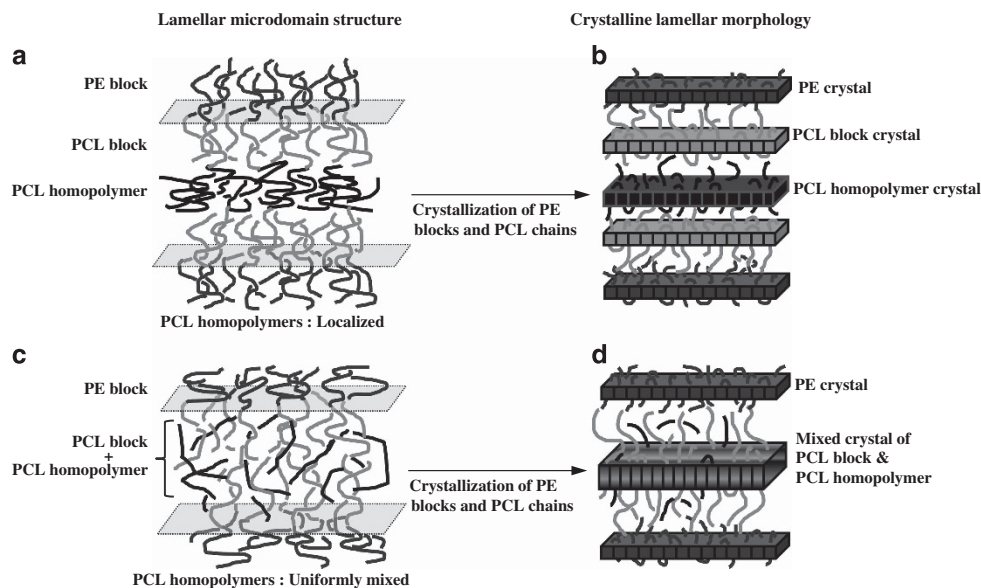 Lamellar microdomain structure
Crystalline lamellar morphology
a
PE block
PCL block
PCL homopolymer
PCL homopolymers : Localized
Crystallization of PE
blocks and PCL chains
b
PE crystal
PCL block crystal
PCL homopolymer crystal
c
PE block
PCL block
+
PCL homopolymer
PCL homopolymers : Uniformly mixed
Crystallization of PE
blocks and PCL chains
d
PE crystal
Mixed crystal of
PCL block &
PCL homopolymer